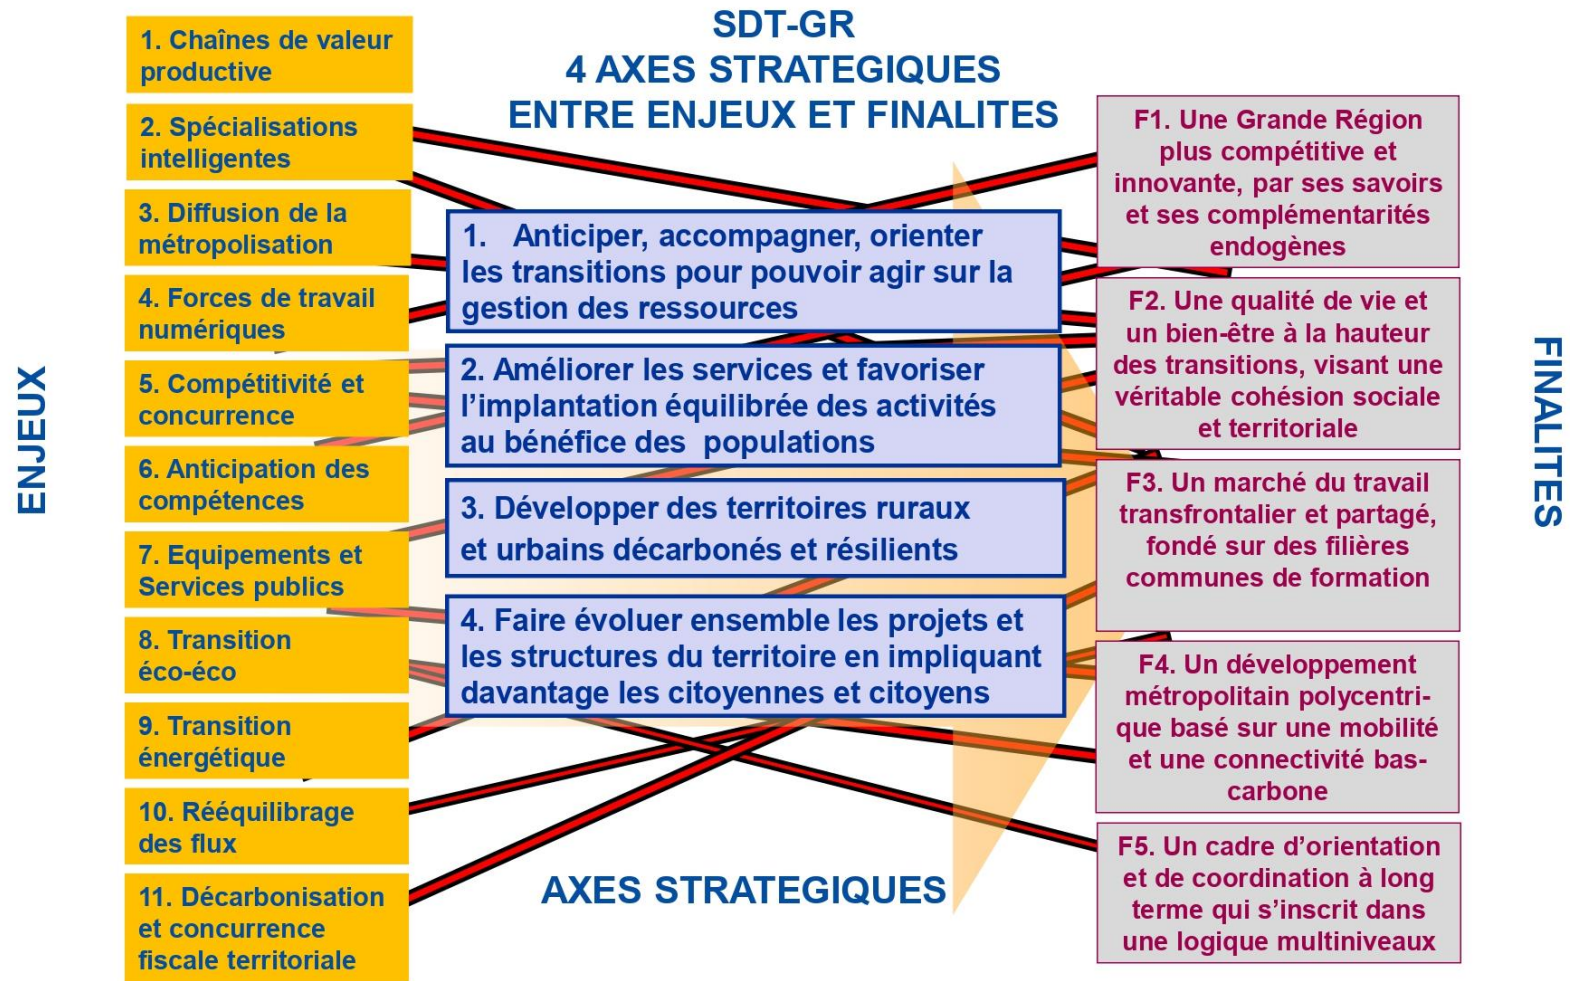 SDT-GR
4 AXES STRATEGIQUES
ENTRE ENJEUX ET FINALITES
ENJEUX
1. Chaînes de valeur
productive
2. Spécialisations
intelligentes
3. Diffusion de la
métropolisation
4. Forces de travail
numériques
5. Compétitivité et
concurrence
6. Anticipation des
compétences
7. Equipements et
Services publics
8. Transition
éco-éco
9. Transition
énergétique
10. Rééquilibrage
des flux
11. Décarbonisation
et concurrence
fiscale territoriale
1. Anticiper, accompagner, orienter
les transitions pour pouvoir agir sur la
gestion des ressources
2. Améliorer les services et favoriser
l’implantation équilibrée des activités
au bénéfice des populations
3. Développer des territoires ruraux
et urbains décarbonés et résilients
4. Faire évoluer ensemble les projets et
les structures du territoire en impliquant
davantage les citoyennes et citoyens
AXES STRATEGIQUES
F1. Une Grande Région
plus compétitive et
innovante, par ses savoirs
et ses complémentarités
endogènes
F2. Une qualité de vie et
un bien-être à la hauteur
des transitions, visant une
véritable cohésion sociale
et territoriale
F3. Un marché du travail
transfrontalier et partagé,
fondé sur des filières
communes de formation
F4. Un développement
métropolitain polycentri-
que basé sur une mobilité
et une connectivité bas-
carbone
F5. Un cadre d’orientation
et de coordination à long
terme qui s’inscrit dans
une logique multiniveaux
FINALITES